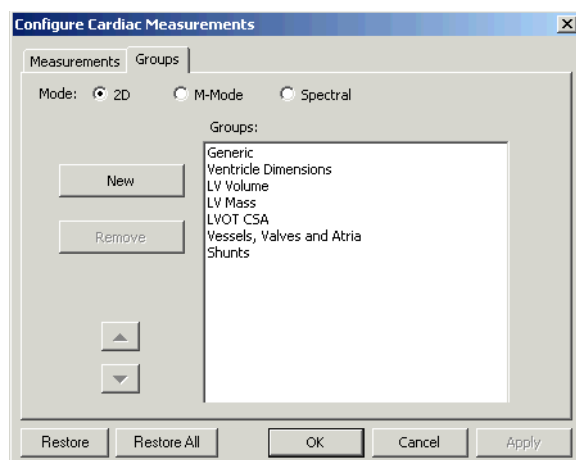 Configure Cardiac Measurements
Measurements Groups
Mode: 2D M-Mode Spectral
Groups:
Generic
Ventricle Dimensions
LV Volume
LV Mass
LVOT CSA
Vessels, Valves and Atria
Shunts
New
Remove
Restore Restore All OK Cancel Apply